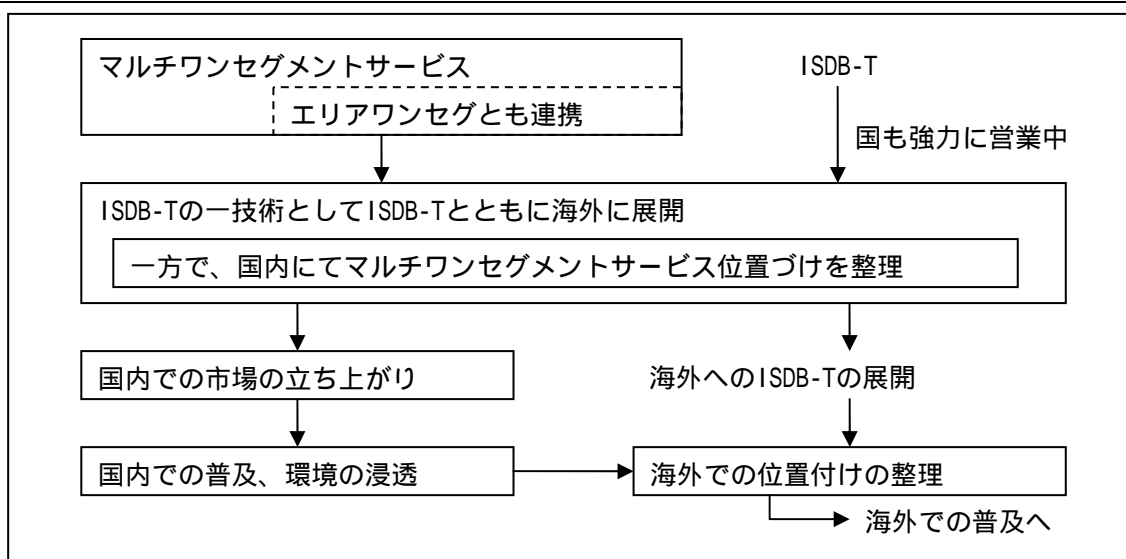 マルチワンセグメントサービス
エリアワンセグとも連携
ISDB-T
国も強力に営業中
ISDB-Tの一技術としてISDB-Tとともに海外に展開
一方で、国内にてマルチワンセグメントサービス位置づけを整理
国内での市場の立ち上がり
海外へのISDB-Tの展開
国内での普及、環境の浸透
海外での位置付けの整理
海外での普及へ